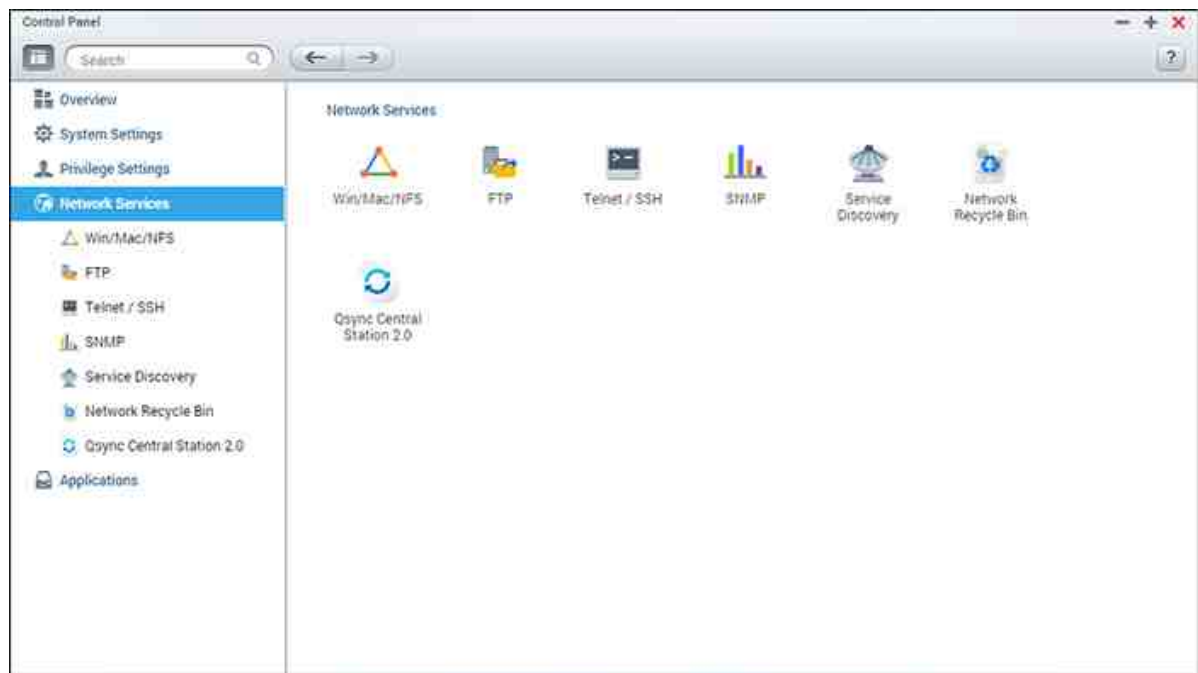 Control Panel
Search
?
Overview
System Settings
Privilege Settings
Network Services
Win/Mac/NFS
FTP
Telnet / SSH
SNMP
Service Discovery
Network Recycle Bin
Qsync Central Station 2.0
Applications
Network Services
Win/Mac/NFS
FTP
Telnet / SSH
SNMP
Service
Discovery
Network
Recycle Bin
Qsync Central
Station 2.0